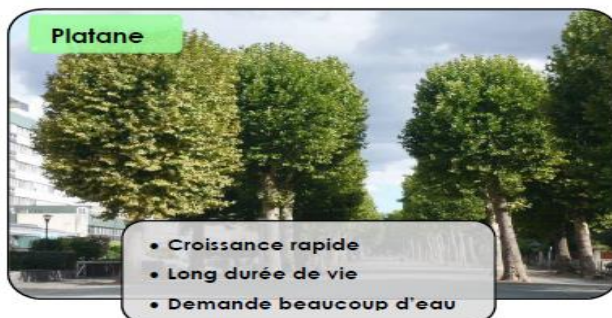 Platane
• Croissance rapide
• Long durée de vie
• Demande beaucoup d'eau